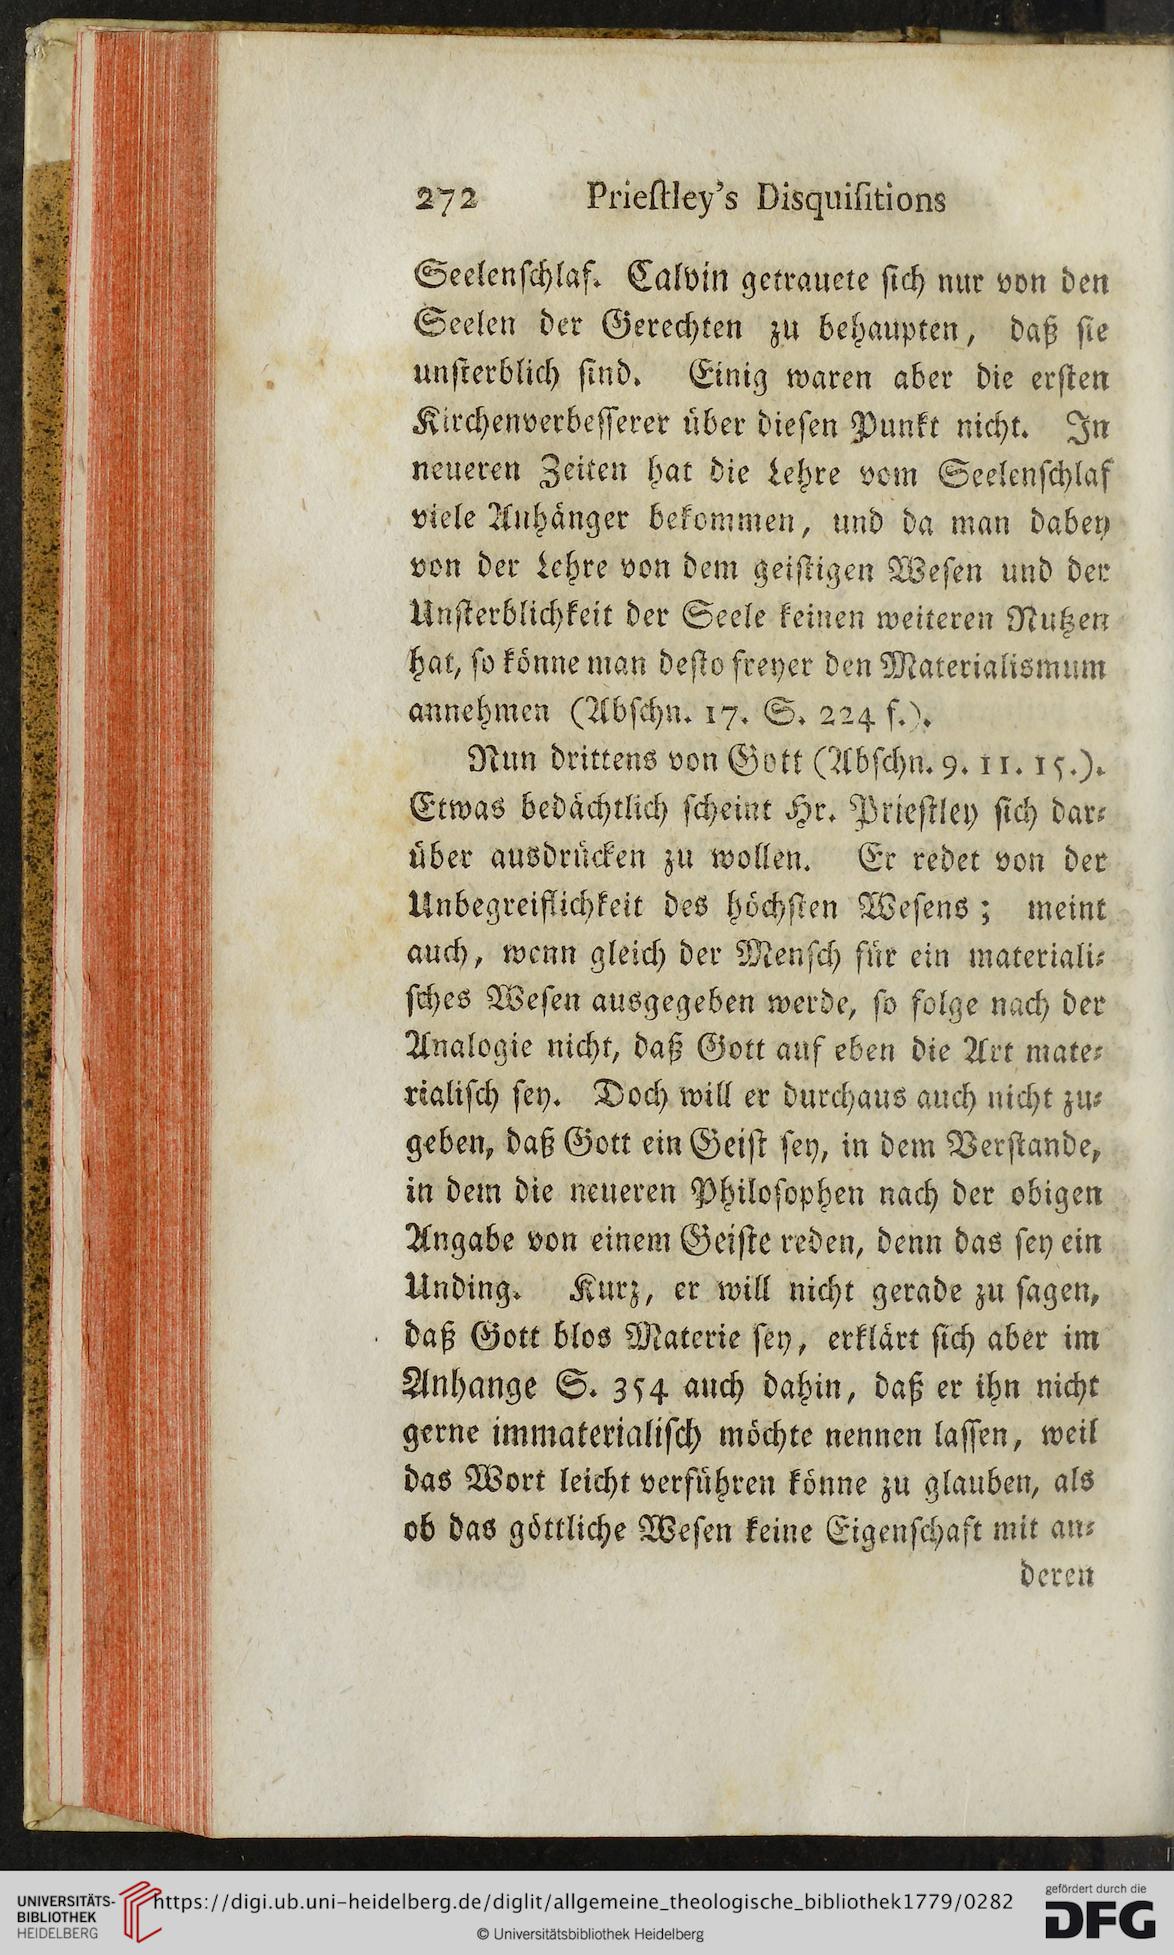 272 Prieſtley's Disquiſitions
Seelenſchlaf. Calvin getrauete ſich nur von den
Seelen der Gerechten zu behaupten, daß ſie
unſterblich ſind. Einig waren aber die erſten
Kirchenverbeſſerer über dieſen Punkt nicht. In
neueren Zeiten hat die Lehre vom Seelenſchlaf
viele Anhänger bekommen, und da man dabey
von der Lehre von dem geiſtigen Weſen und der
Unſterblichkeit der Seele keinen weiteren Nutzen
hat, ſo könne man deſto freyer den Materialismum
annehmen (Abſchn. 17. S. 224 f.).
Nun drittens von Gott (Abſchn. 9. 11. 15.).
Etwas bedächtlich ſcheint Hr. Prieſtley ſich dar⸗
über ausdrücken zu wollen. Er redet von der
Unbegreiflichkeit des höchſten Weſens; meint
auch, wenn gleich der Menſch für ein materiali⸗
ſches Weſen ausgegeben werde, ſo folge nach der
Analogie nicht, daß Gott auf eben die Art mate⸗
rialiſch ſey. Doch will er durchaus auch nicht zu⸗
geben, daß Gott ein Geiſt ſey, in dem Verſtande,
in dem die neueren Philoſophen nach der obigen
Angabe von einem Geiſte reden, denn das ſey ein
Unding. Kurz, er will nicht gerade zu ſagen,
daß Gott blos Materie ſey, erklärt ſich aber im
Anhange S. 354 auch dahin, daß er ihn nicht
gerne immaterialiſch möchte nennen laſſen, weil
das Wort leicht verführen könne zu glauben, als
ob das göttliche Weſen keine Eigenſchaft mit an⸗
deren
UNIVERSITÄTS-
BIBLIOTHEK
HEIDELBERG
https://digi.ub.uni-heidelberg.de/diglit/allgemeine_theologische_bibliothek1779/0282
© Universitätsbibliothek Heidelberg
gefördert durch die
DFG